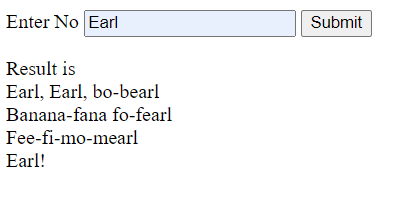 Enter No Earl Submit
Result is
Earl, Earl, bo-bearl
Banana-fana fo-fearl
Fee-fi-mo-mearl
Earl!